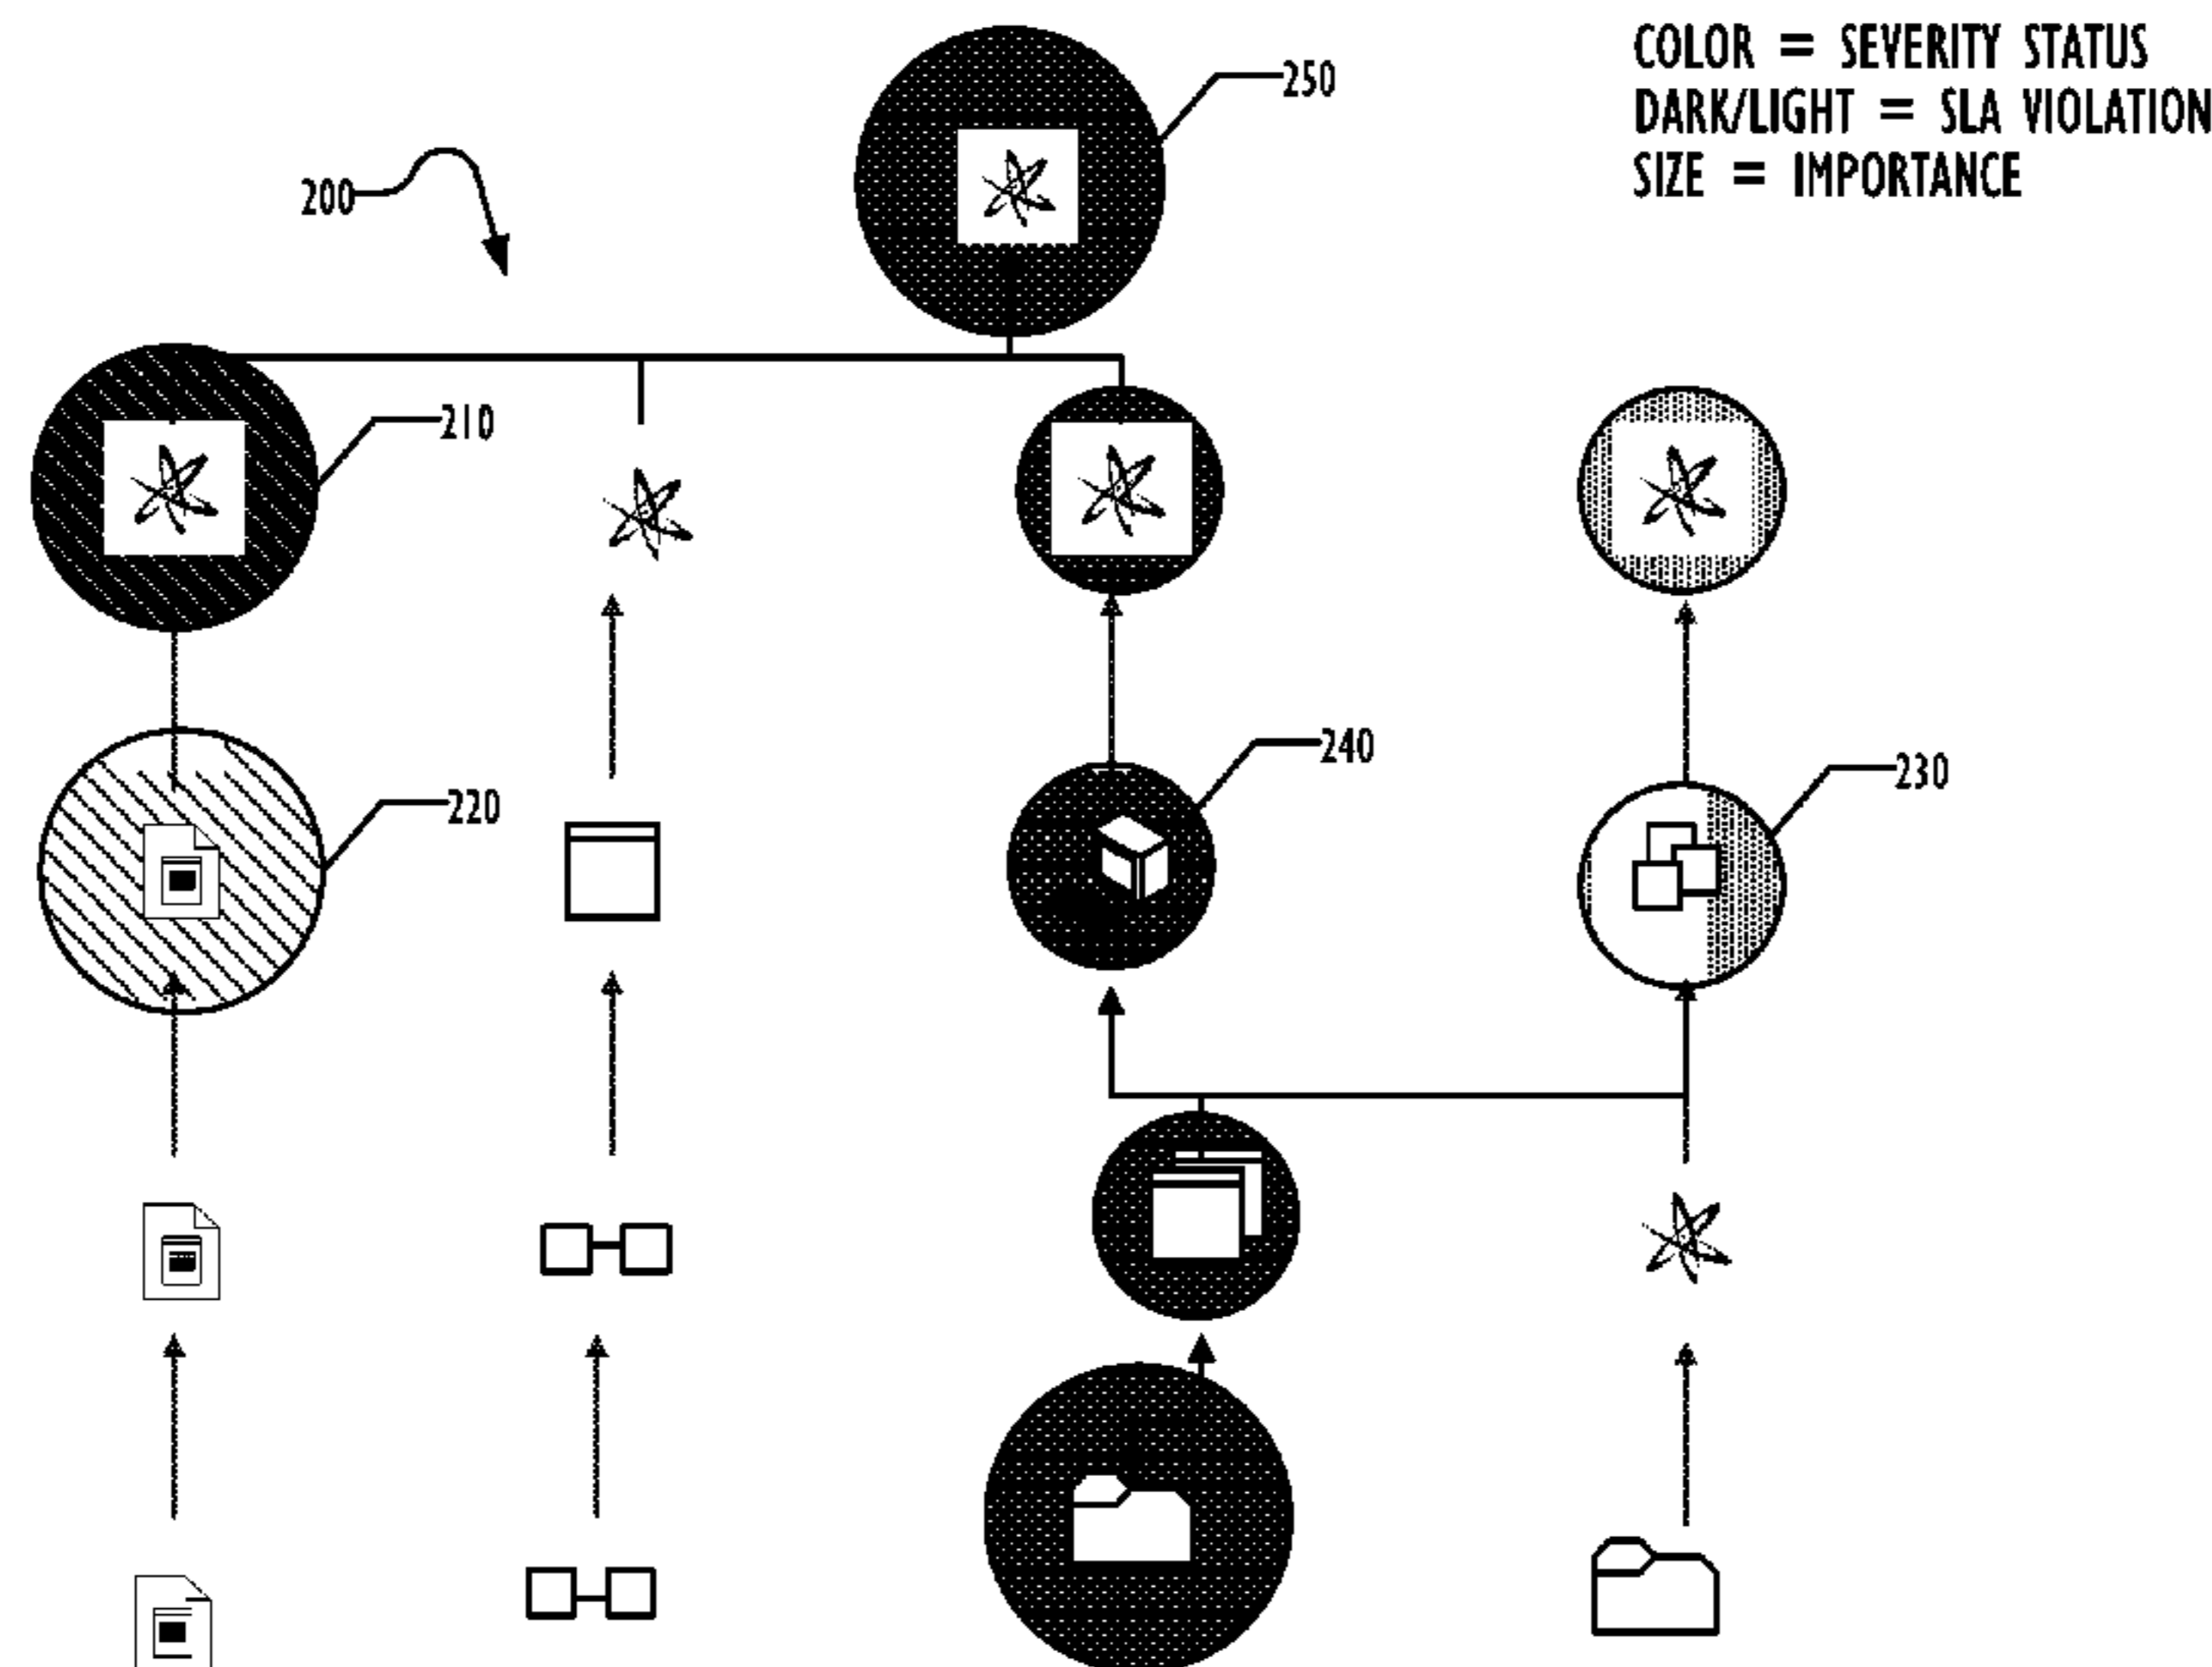 COLOR = SEVERITY STATUS
DARK/LIGHT = SLA VIOLATION
SIZE = IMPORTANCE
250
200
210
240
230
220